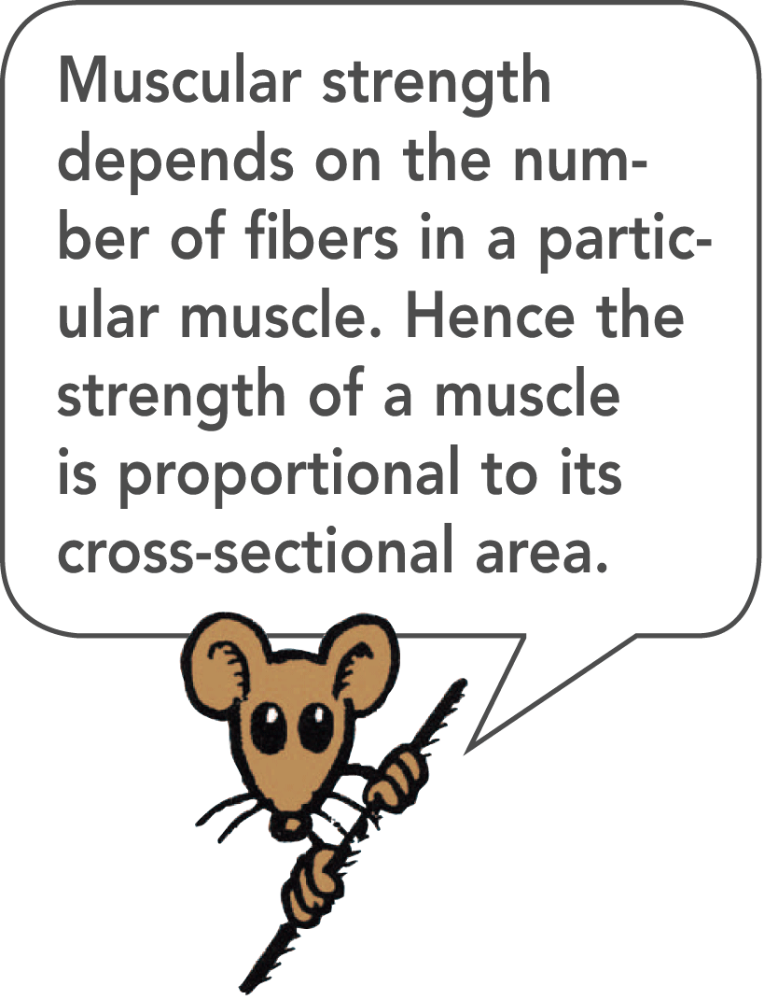 Muscular strength
depends on the num-
ber of fibers in a partic-
ular muscle. Hence the
strength of a muscle
is proportional to its
cross-sectional area.